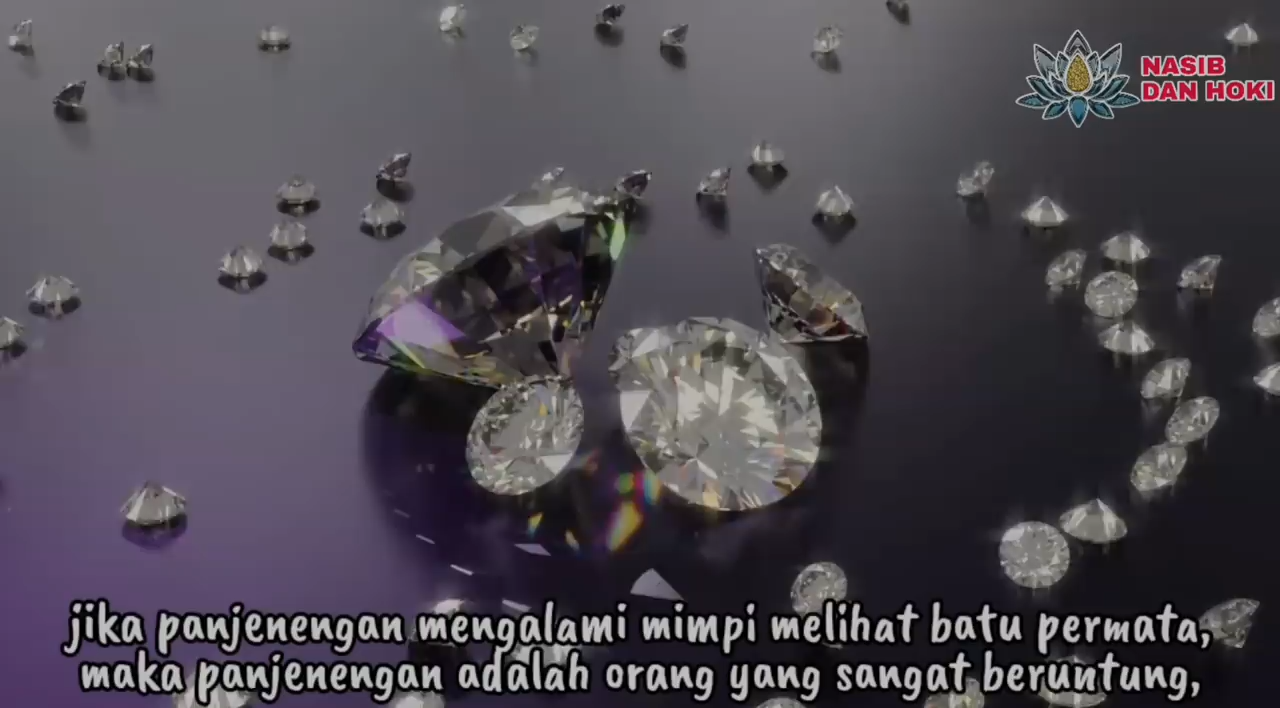 NASIB
DAN HOKI
jika panjenengan mengalami mimpi melihat batu permata,
maka panjenengan adalah orang yang sangat beruntung,